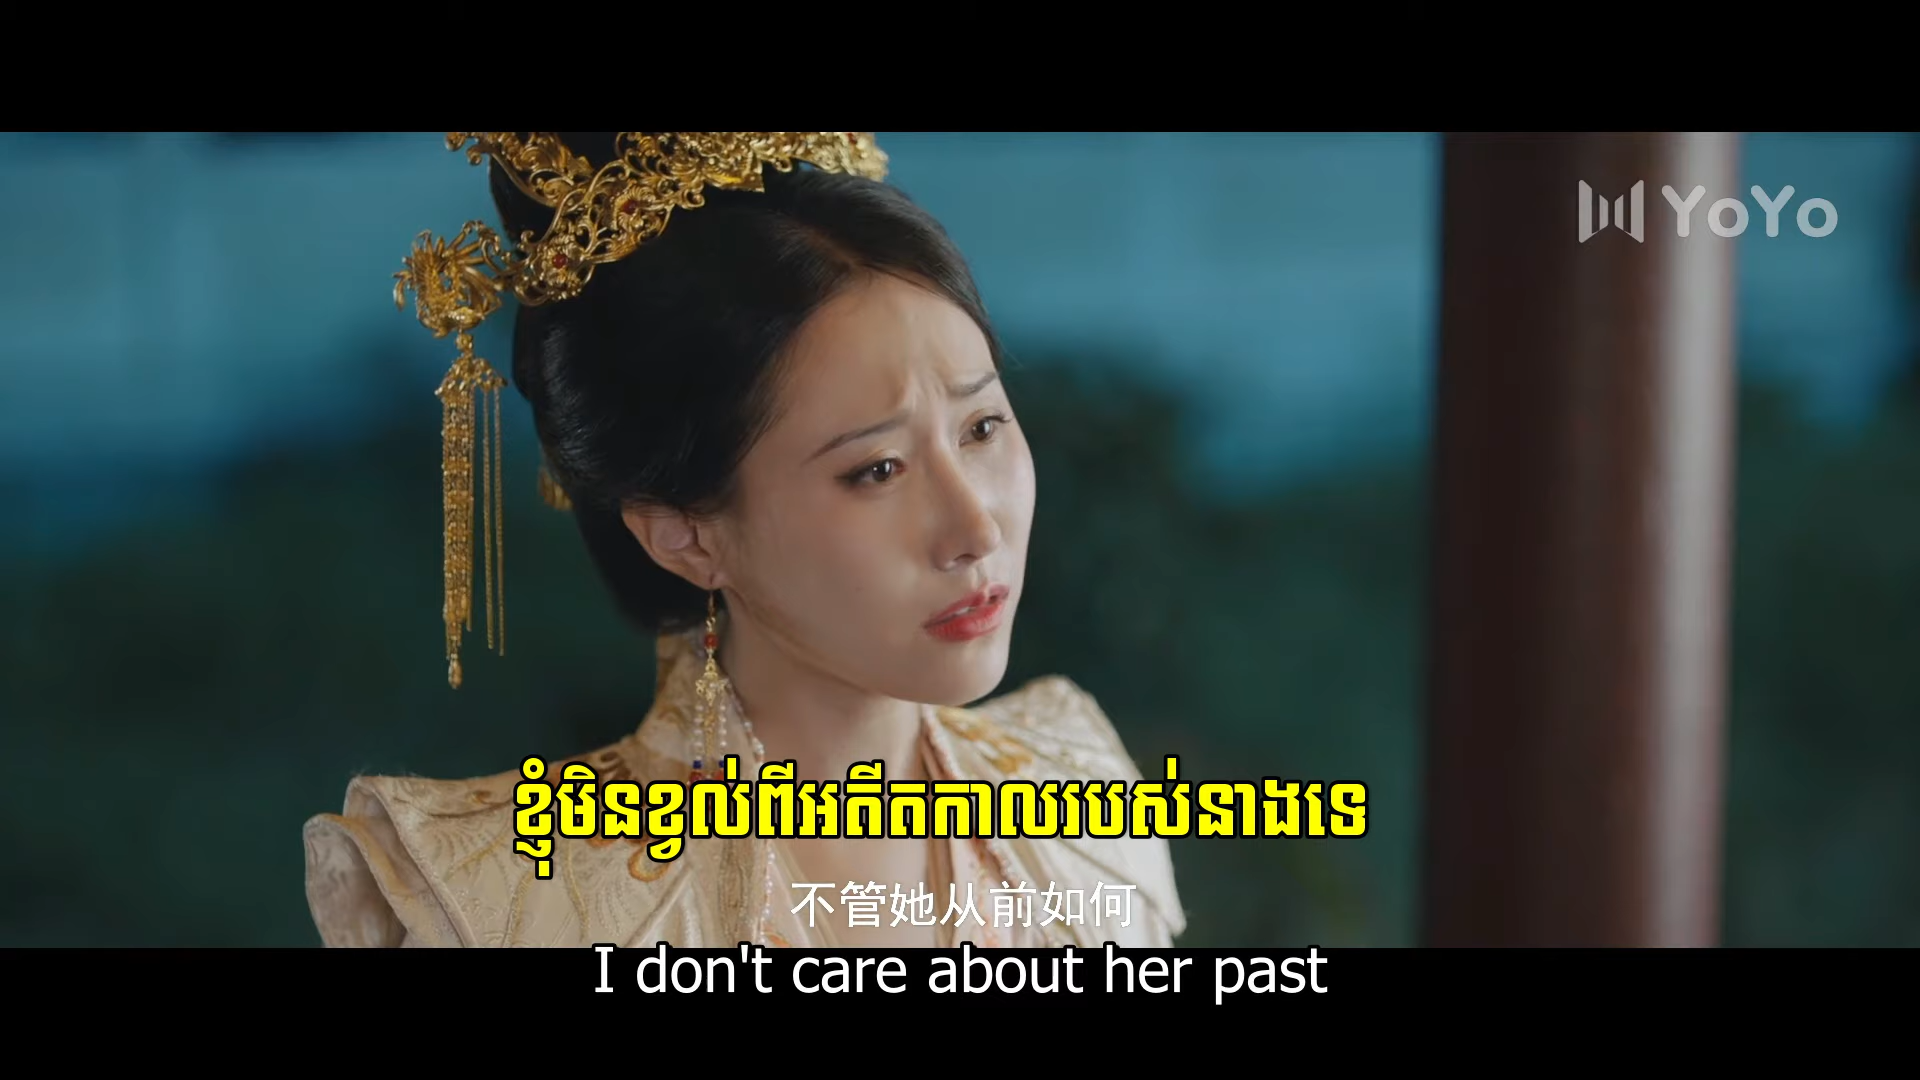 YoYo
ខ្ញុំមិនខ្វល់ពីអតីតកាលរបស់នាងទេ
不管她从前如何
I don't care about her past